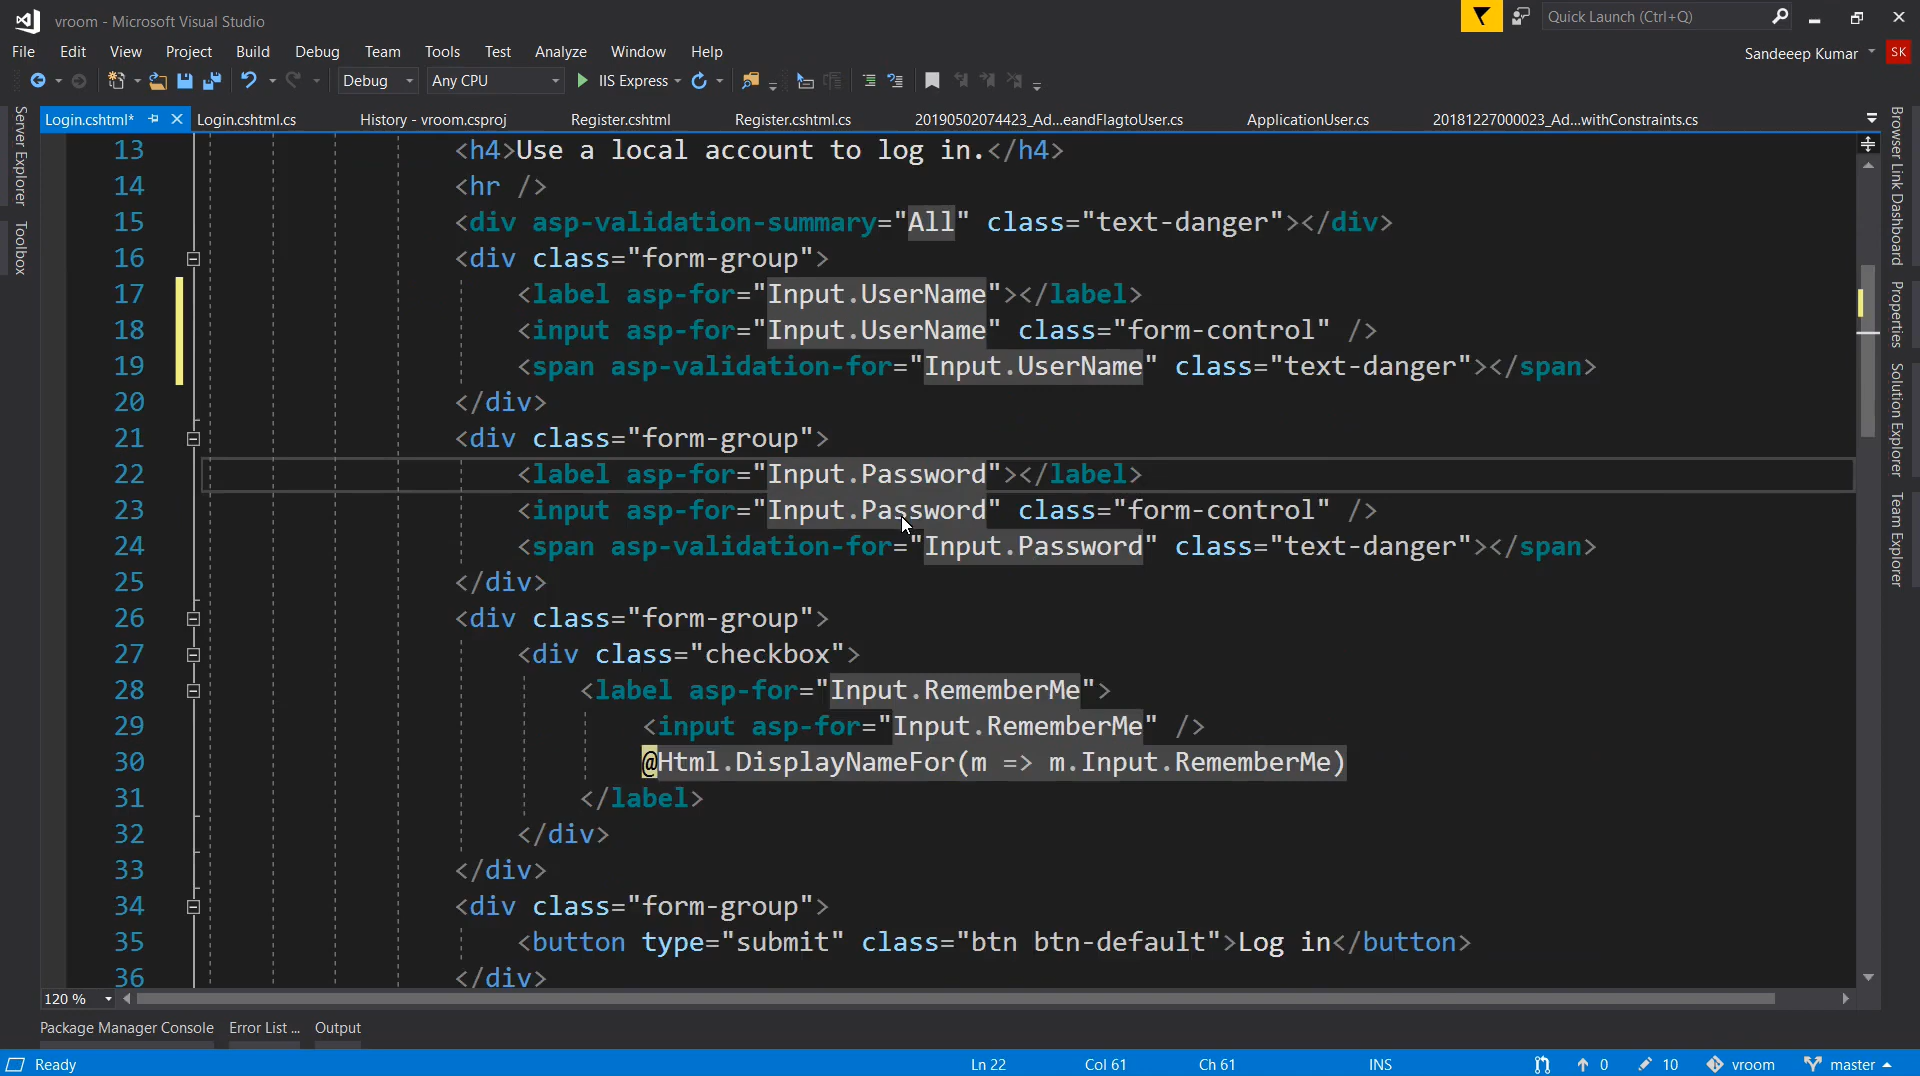 vroom - Microsoft Visual Studio
Quick Launch (Ctrl+Q)
File Edit View Project Build Debug Team Tools Test Analyze Window Help
Sandeeep Kumar SK
Debug Any CPU IIS Express
Login.cshtml* Login.cshtml.cs History - vroom.csproj Register.cshtml Register.cshtml.cs 20190502074423_Ad...eandFlagtoUser.cs ApplicationUser.cs 20181227000023_Ad...withConstraints.cs
Server Explorer
Toolbox
13 <h4>Use a local account to log in.</h4>
14 <hr />
15 <div asp-validation-summary="All" class="text-danger"></div>
16 <div class="form-group">
17 <label asp-for="Input.UserName"></label>
18 <input asp-for="Input.UserName" class="form-control" />
19 <span asp-validation-for="Input.UserName" class="text-danger"></span>
20 </div>
21 <div class="form-group">
22 <label asp-for="Input.Password"></label>
23 <input asp-for="Input.Password" class="form-control" />
24 <span asp-validation-for="Input.Password" class="text-danger"></span>
25 </div>
26 <div class="form-group">
27 <div class="checkbox">
28 <label asp-for="Input.RememberMe">
29 <input asp-for="Input.RememberMe" />
30 @Html.DisplayNameFor(m => m.Input.RememberMe)
31 </label>
32 </div>
33 </div>
34 <div class="form-group">
35 <button type="submit" class="btn btn-default">Log in</button>
36 </div>
Browser Link Dashboard
Properties
Solution Explorer
Team Explorer
120 %
Package Manager Console Error List ... Output
Ready Ln 22 Col 61 Ch 61 INS 0 10 vroom master